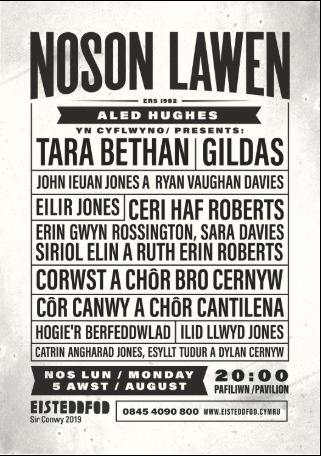 NOSON LAWEN
ERS 1982
ALED HUGHES
YN CYFLWYNO/ PRESENTS:
TARA BETHAN GILDAS
JOHN IEUAN JONES A RYAN VAUGHAN DAVIES
EILIR JONES CERI HAF ROBERTS
ERIN GWYN ROSSINGTON, SARA DAVIES
SIRIOL ELIN A RUTH ERIN ROBERTS
CORWST A CHÔR BRO CERNYW
CÔR CANWY A CHÔR CANTILENA
HOGIE'R BERFEDDWLAD ILID LLWYD JONES
CATRIN ANGHARAD JONES, ESYLLT TUDUR A DYLAN CERNYW
NOS LUN / MONDAY
5 AWST / AUGUST
20:00
PAFILIWN /PAVILION
EISTEDDFOD
Sir Conwy 2019
0845 4090 800 WWW.EISTEDDFOD.CYMRU